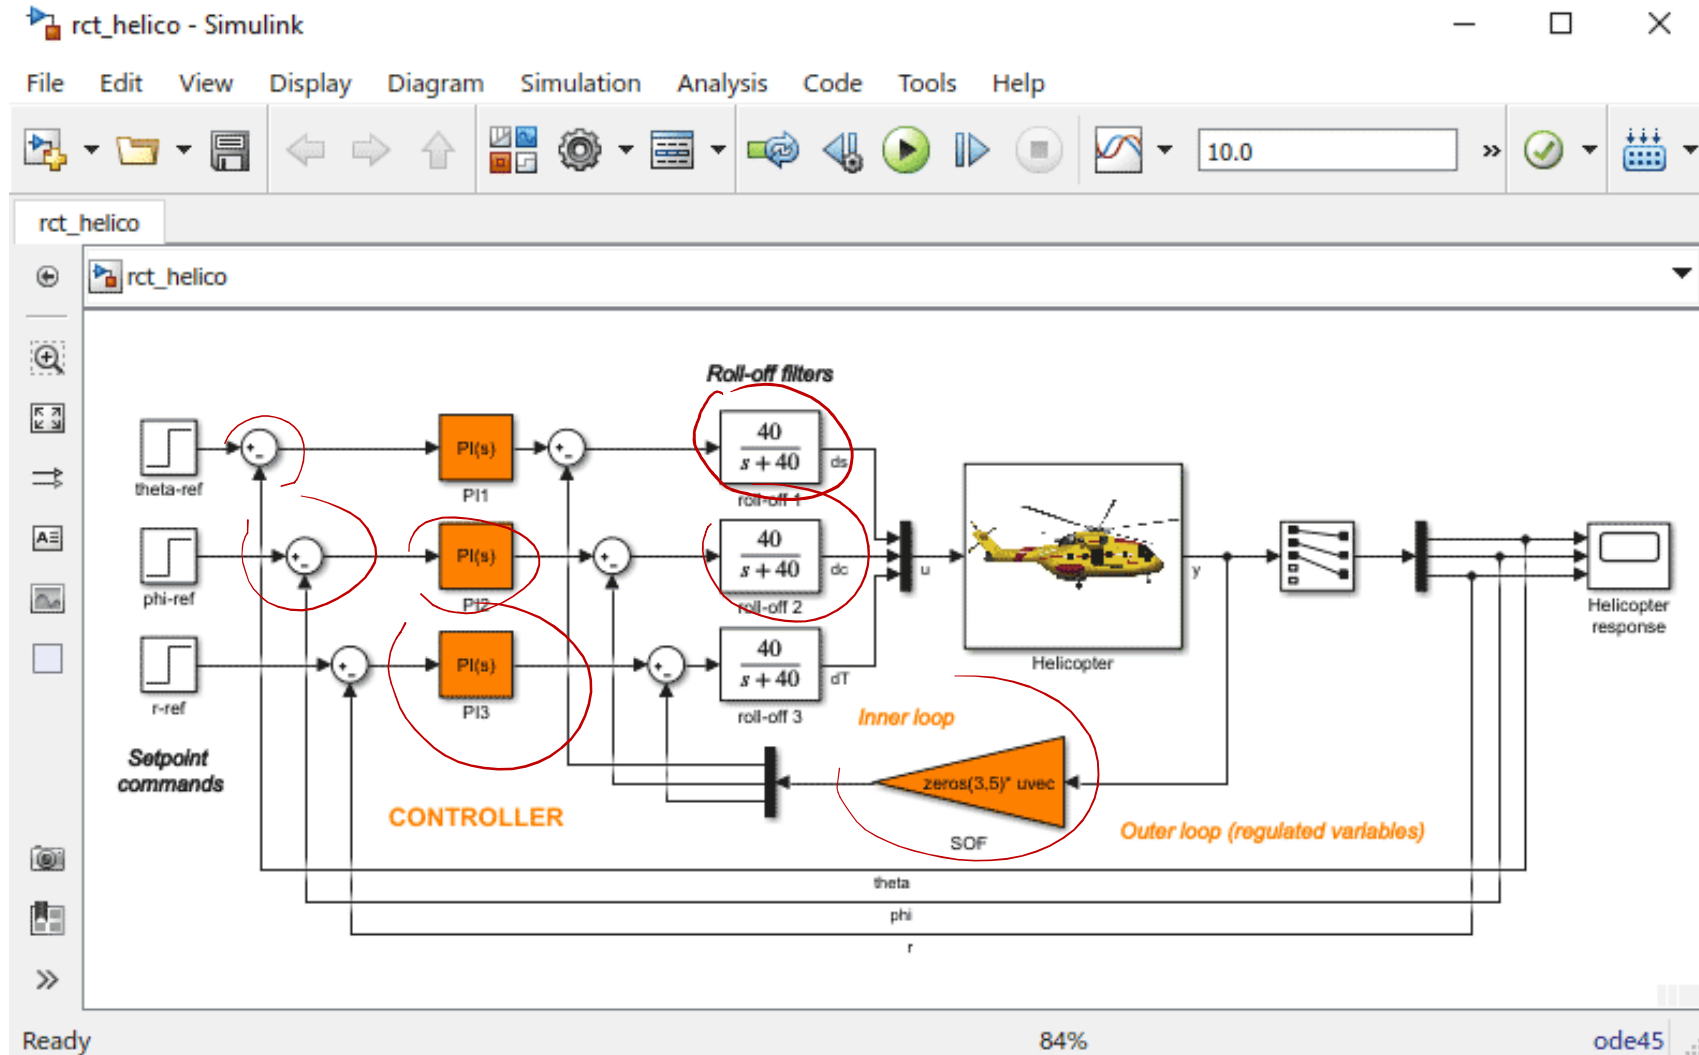 rct_helico - Simulink
File Edit View Display Diagram Simulation Analysis Code Tools Help
10.0
rct_helico
rct_helico
Roll-off filters
theta-ref
+
-
PI(s)
PI1
+
-
40
s + 40
ds
roll-off 1
phi-ref
+
-
PI(s)
PI2
+
-
40
s + 40
dc
roll-off 2
r-ref
+
-
PI(s)
PI3
+
-
40
s + 40
dT
roll-off 3
u
Helicopter
y
Helicopter
response
Setpoint
commands
CONTROLLER
Inner loop
zeros(3,5)* uvec
SOF
Outer loop (regulated variables)
theta
phi
r
Ready 84% ode45